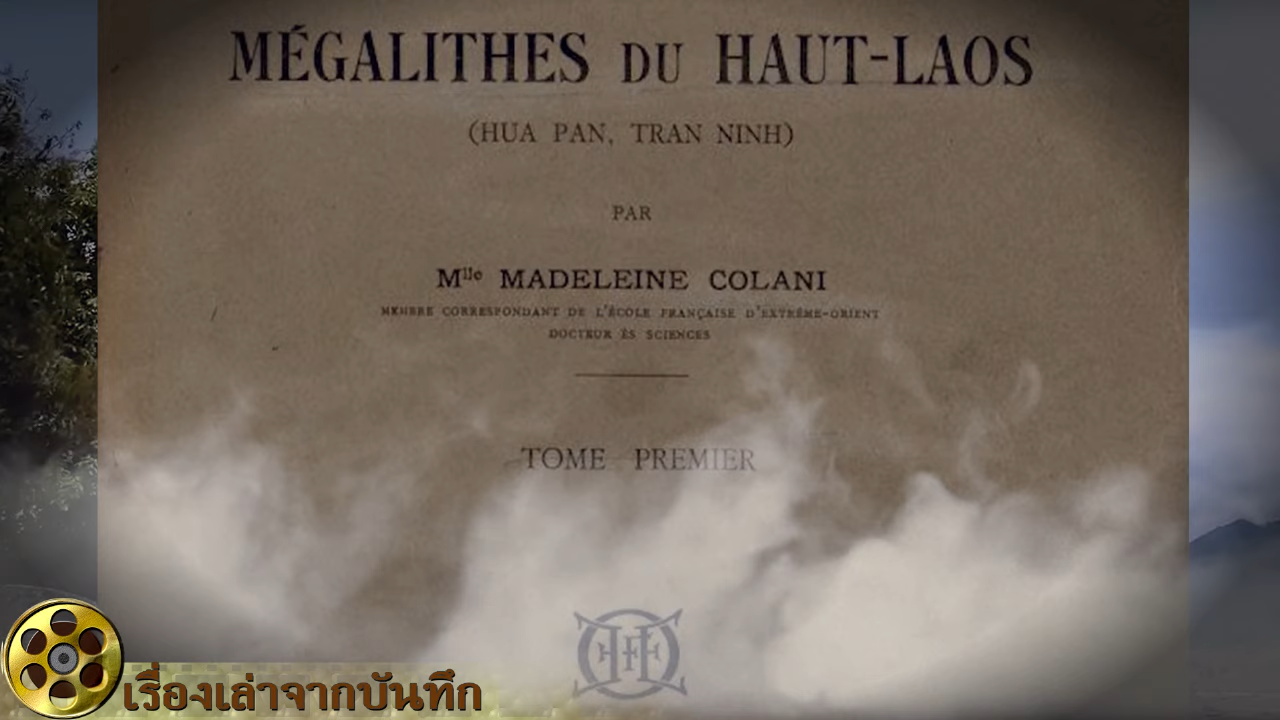 MÉGALITHES DU HAUT-LAOS
(HUA PAN, TRAN NINH)
PAR
Mlle MADELEINE COLANI
MEMBRE CORRESPONDANT DE L'ÉCOLE FRANÇAISE D'EXTRÊME-ORIENT
DOCTEUR ÈS SCIENCES
TOME PREMIER
เรื่องเล่าจากบันทึก